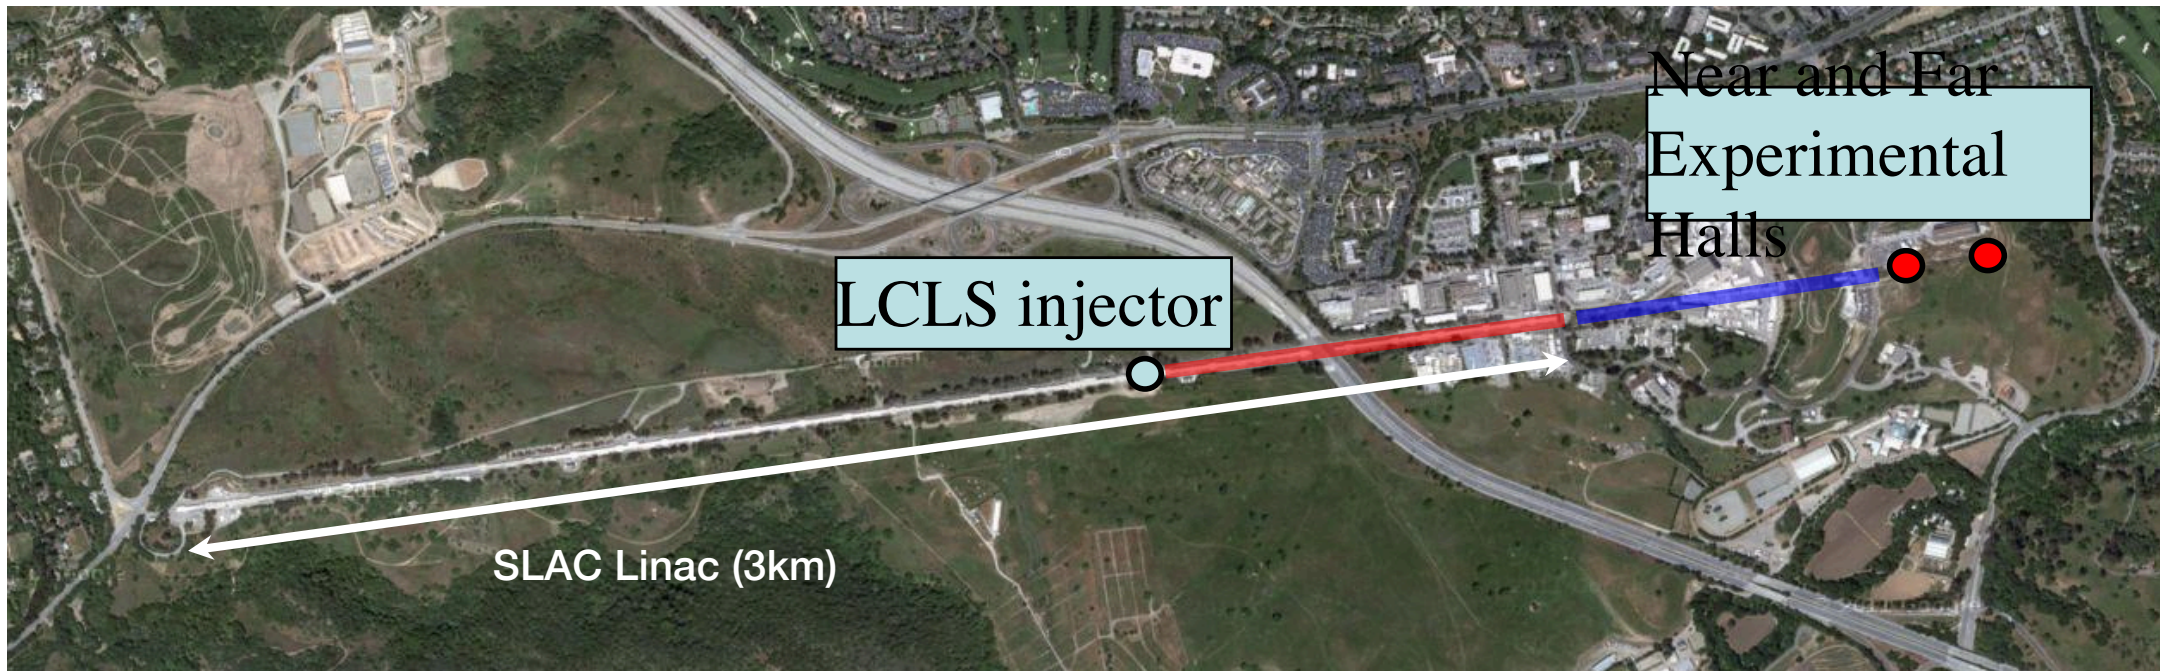 Near and Far
Experimental
Halls
LCLS injector
SLAC Linac (3km)